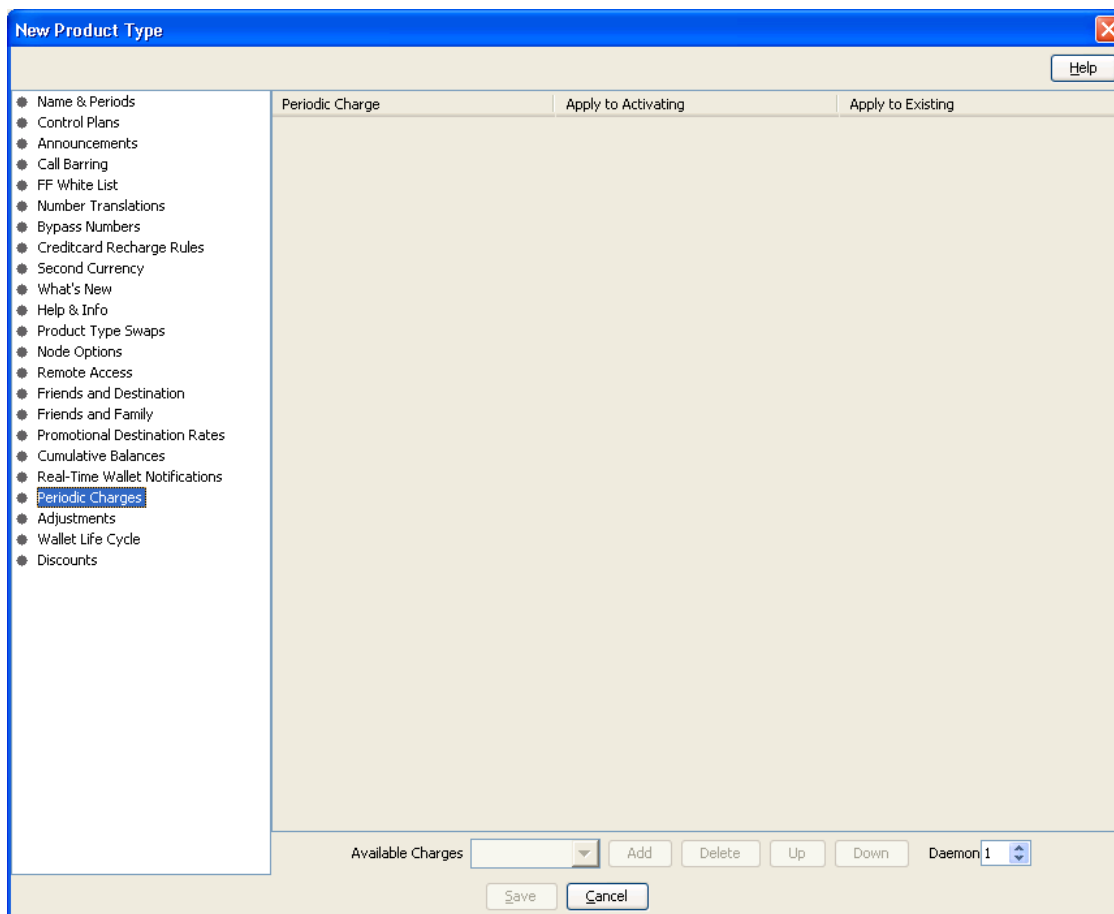 New Product Type
Help
Name & Periods
Control Plans
Announcements
Call Barring
FF White List
Number Translations
Bypass Numbers
Creditcard Recharge Rules
Second Currency
What's New
Help & Info
Product Type Swaps
Node Options
Remote Access
Friends and Destination
Friends and Family
Promotional Destination Rates
Cumulative Balances
Real-Time Wallet Notifications
Periodic Charges
Adjustments
Wallet Life Cycle
Discounts
Periodic Charge Apply to Activating Apply to Existing
Available Charges Add Delete Up Down Daemon 1
Save Cancel